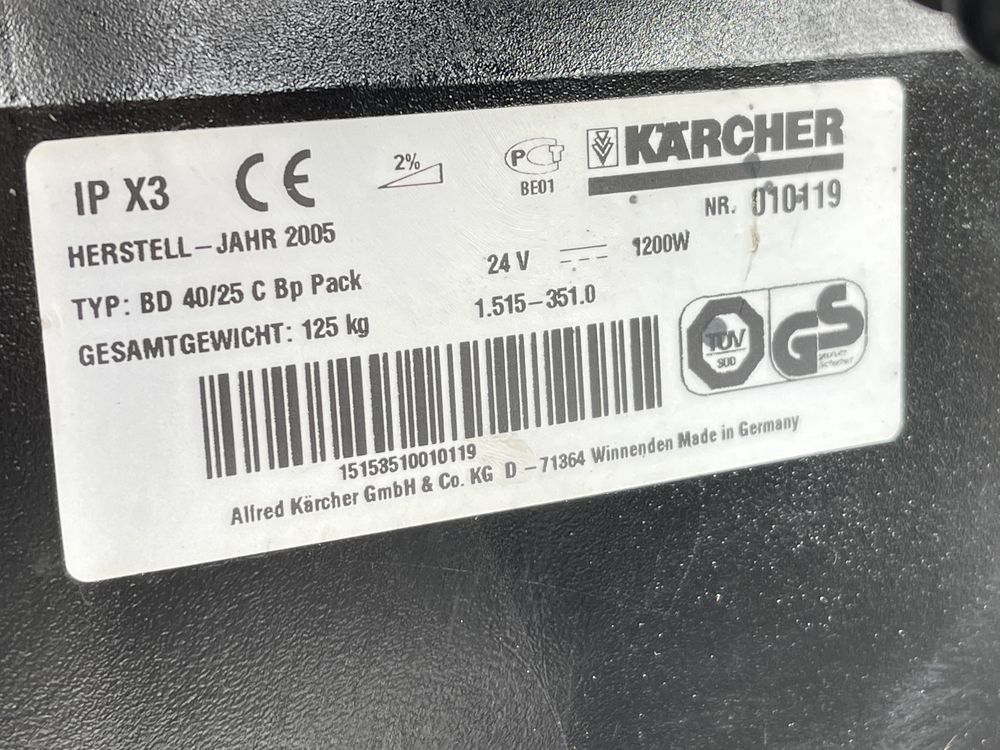 IP X3 CE 2% PCT KÄRCHER
BE01
NR. 010119
HERSTELL-JAHR 2005
24 V 1200W
TYP: BD 40/25 C Bp Pack
1.515-351.0
GESAMTGEWICHT: 125 kg
TÜV
SÜD
GS
15153510010119
Alfred Kärcher GmbH & Co. KG D-71364 Winnenden Made in Germany